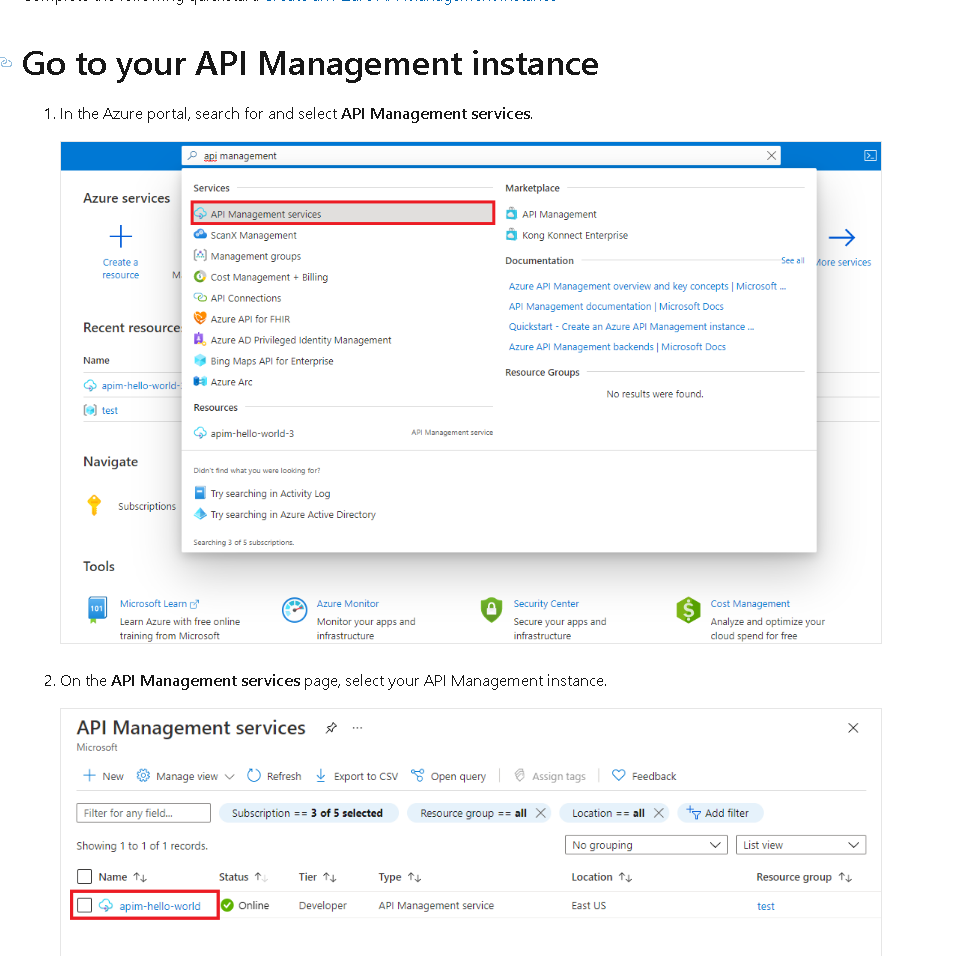 Go to your API Management instance
1. In the Azure portal, search for and select API Management services.
api management
Azure services
Create a
resource
More services
Recent resource
Name
apim-hello-world-
test
Navigate
Subscriptions
Services
API Management services
ScanX Management
Management groups
Cost Management + Billing
API Connections
Azure API for FHIR
Azure AD Privileged Identity Management
Bing Maps API for Enterprise
Azure Arc
Resources
apim-hello-world-3 API Management service
Marketplace
API Management
Kong Konnect Enterprise
Documentation See all
Azure API Management overview and key concepts | Microsoft ...
API Management documentation | Microsoft Docs
Quickstart - Create an Azure API Management instance ...
Azure API Management backends | Microsoft Docs
Resource Groups
No results were found.
Didn't find what you were looking for?
Try searching in Activity Log
Try searching in Azure Active Directory
Searching 3 of 5 subscriptions.
Tools
101
Microsoft Learn
Learn Azure with free online
training from Microsoft
Azure Monitor
Monitor your apps and
infrastructure
Security Center
Secure your apps and
infrastructure
Cost Management
Analyze and optimize your
cloud spend for free
2. On the API Management services page, select your API Management instance.
API Management services ...
Microsoft
New Manage view Refresh Export to CSV Open query Assign tags Feedback
Filter for any field... Subscription == 3 of 5 selected Resource group == all Location == all Add filter
Showing 1 to 1 of 1 records. No grouping List view
Name Status Tier Type Location Resource group
apim-hello-world Online Developer API Management service East US test